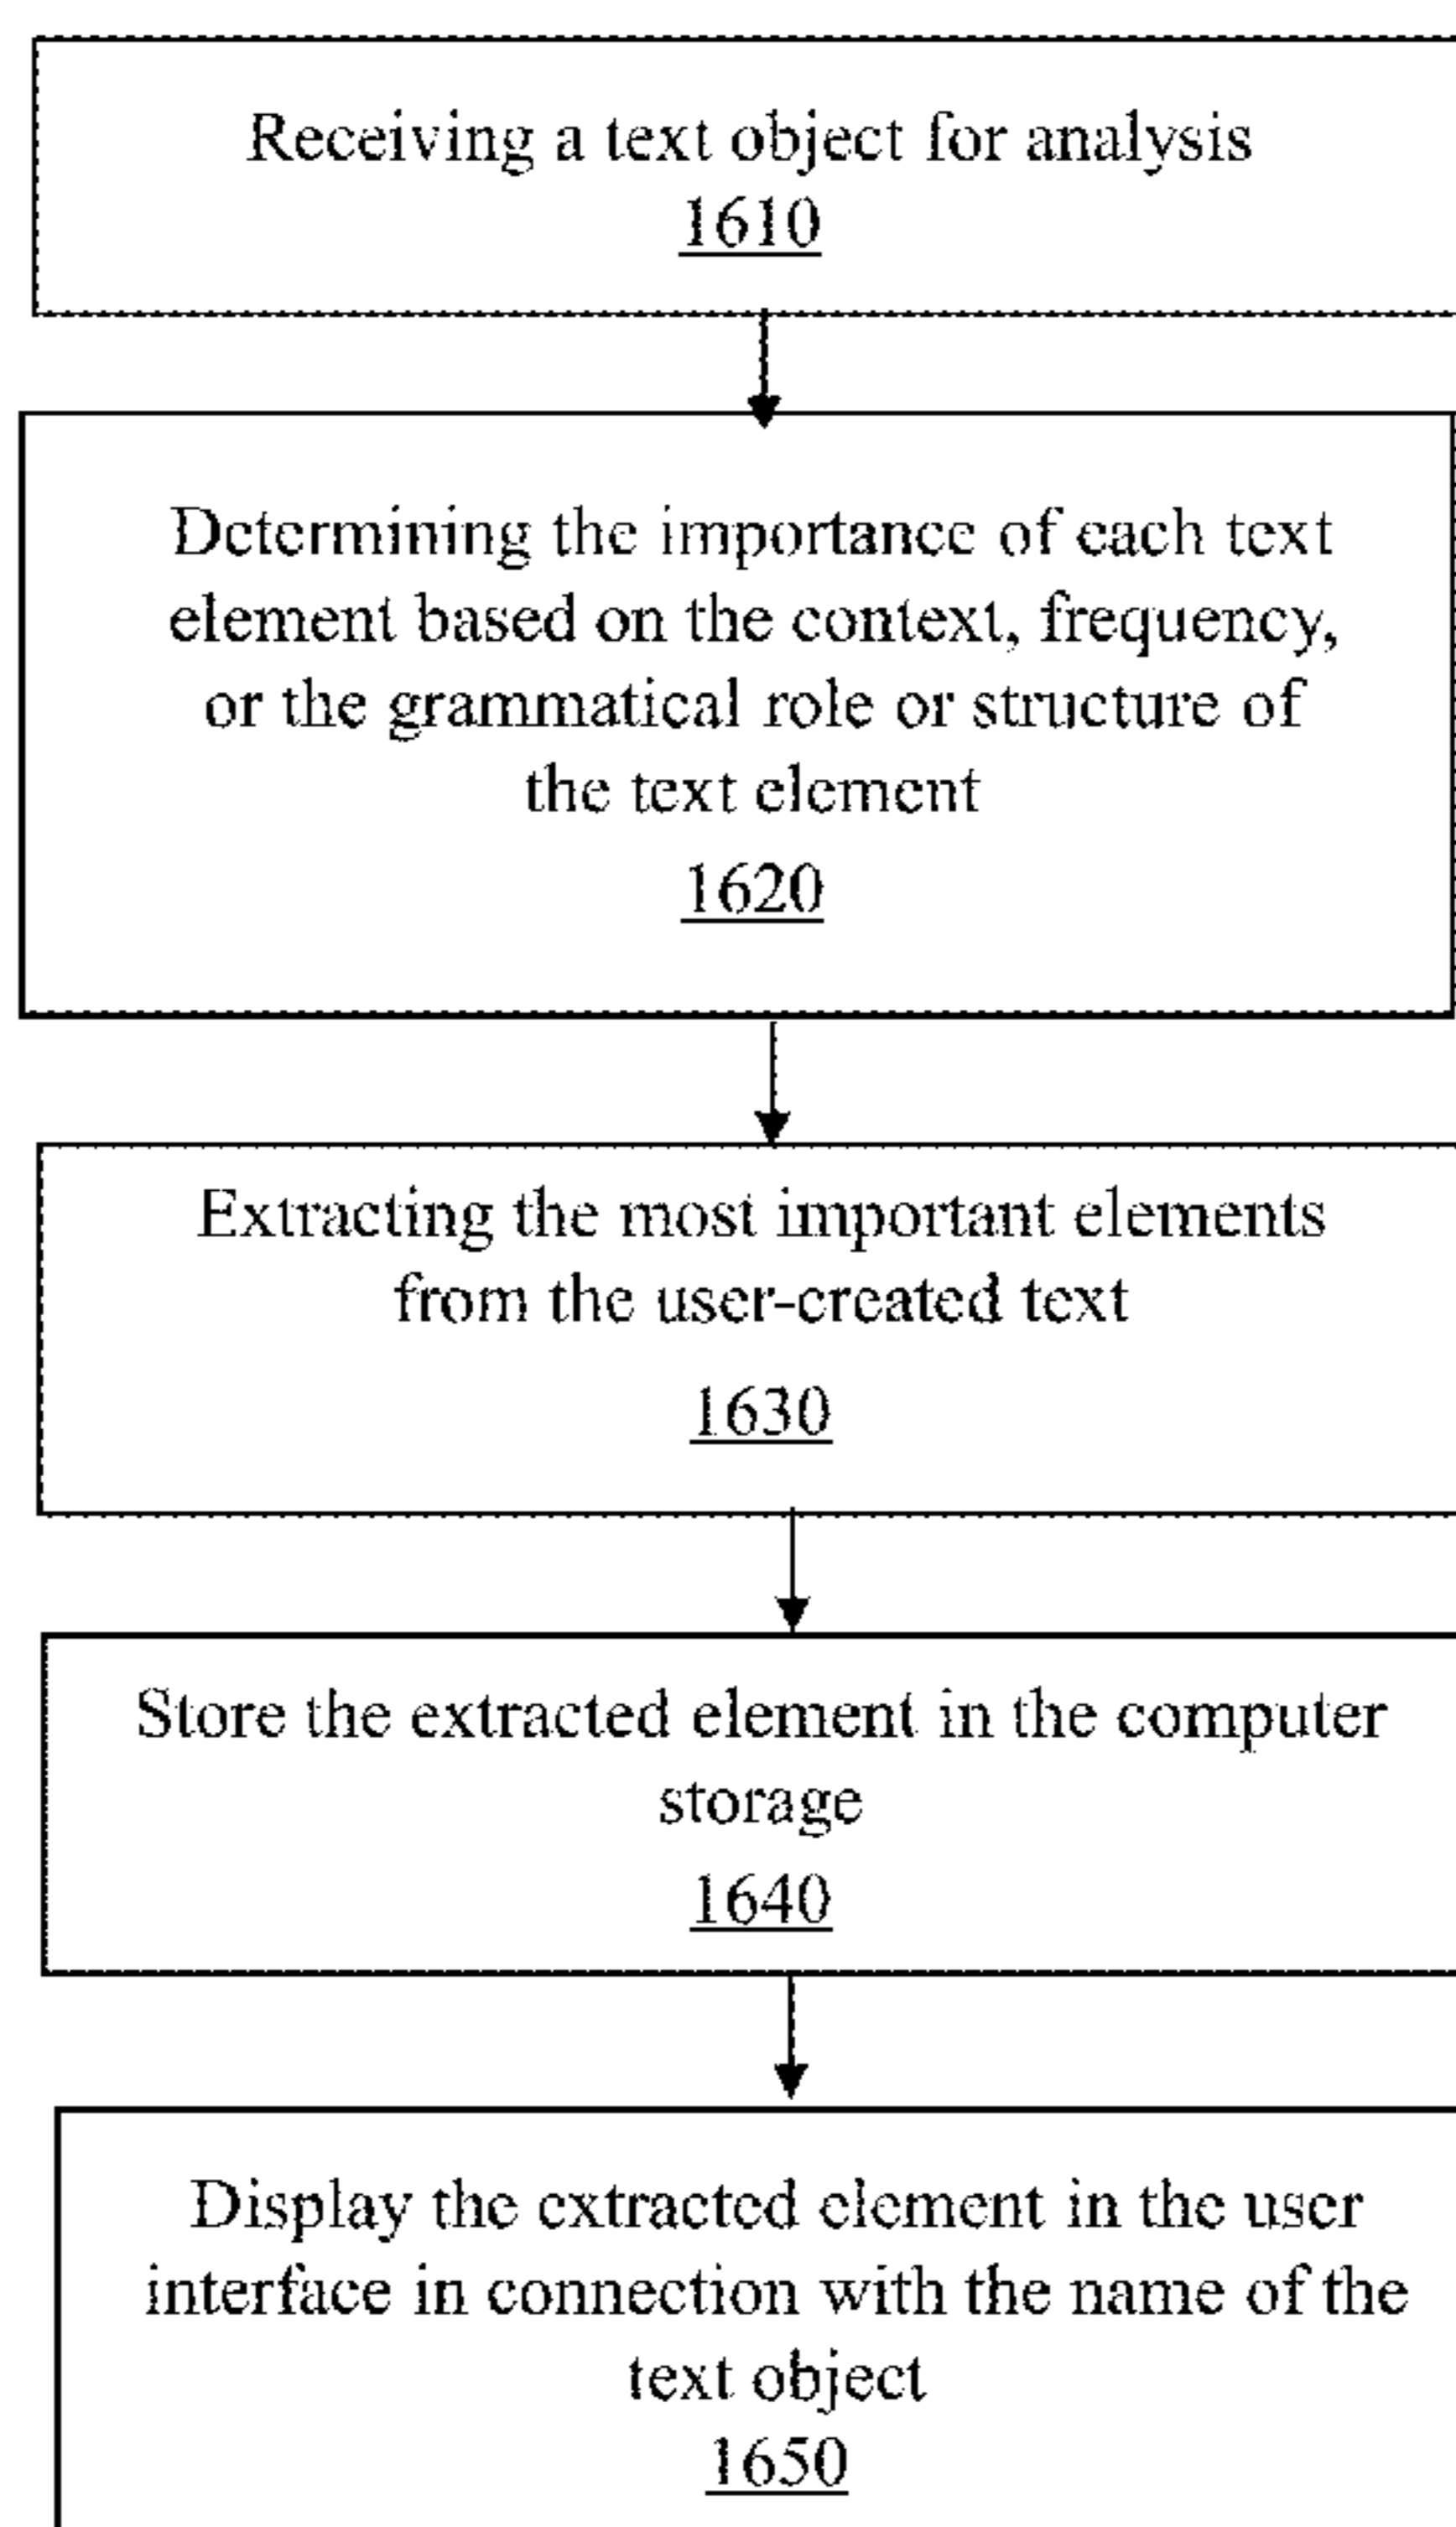 Receiving a text object for analysis
1610
Determining the importance of each text
element based on the context, frequency,
or the grammatical role or structure of
the text element
1620
Extracting the most important elements
from the user-created text
1630
Store the extracted element in the computer
storage
1640
Display the extracted element in the user
interface in connection with the name of the
text object
1650